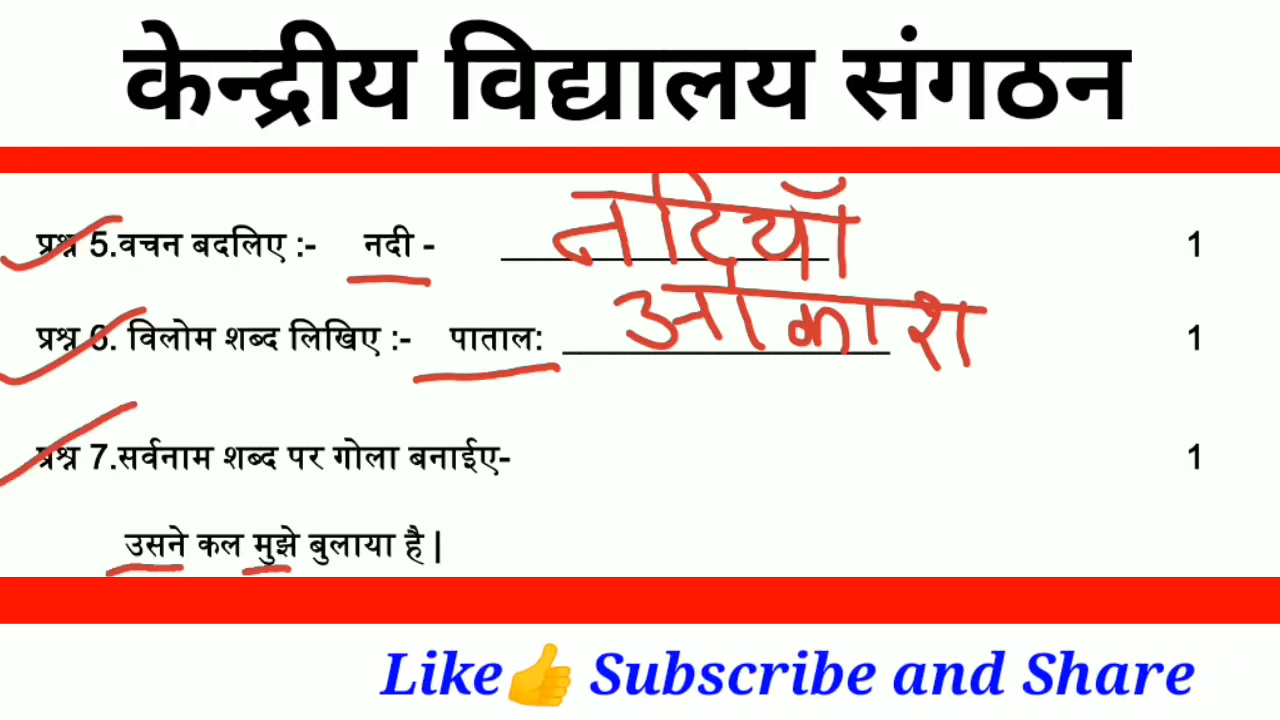 केन्द्रीय विद्यालय संगठन
प्रश्न 5.वचन बदलिए :- नदी - नदियाँ 1
प्रश्न 6. विलोम शब्द लिखिए :- पाताल: आकाश 1
प्रश्न 7.सर्वनाम शब्द पर गोला बनाईए- 1
उसने कल मुझे बुलाया है |
Like👍 Subscribe and Share